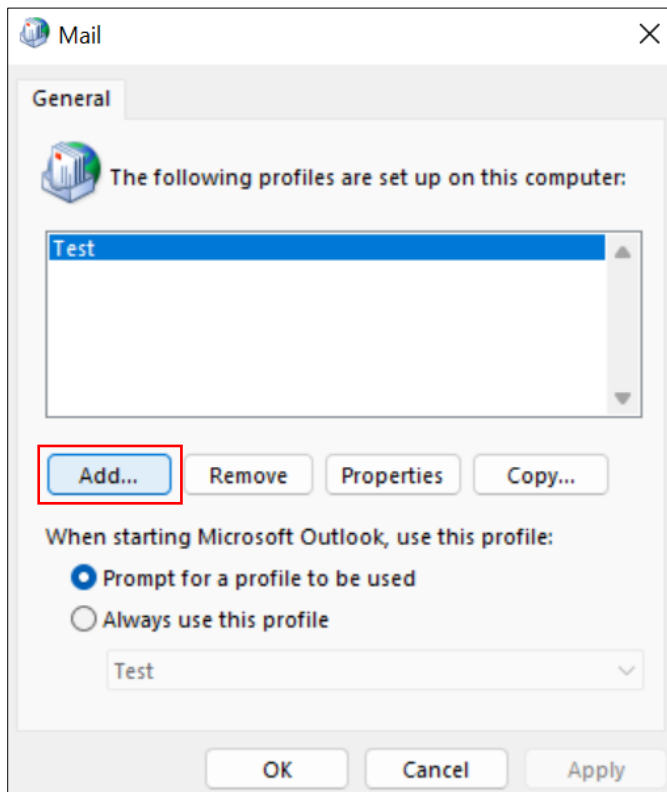 Mail
General
The following profiles are set up on this computer:
Test
Add... Remove Properties Copy...
When starting Microsoft Outlook, use this profile:
Prompt for a profile to be used
Always use this profile
Test
OK Cancel Apply